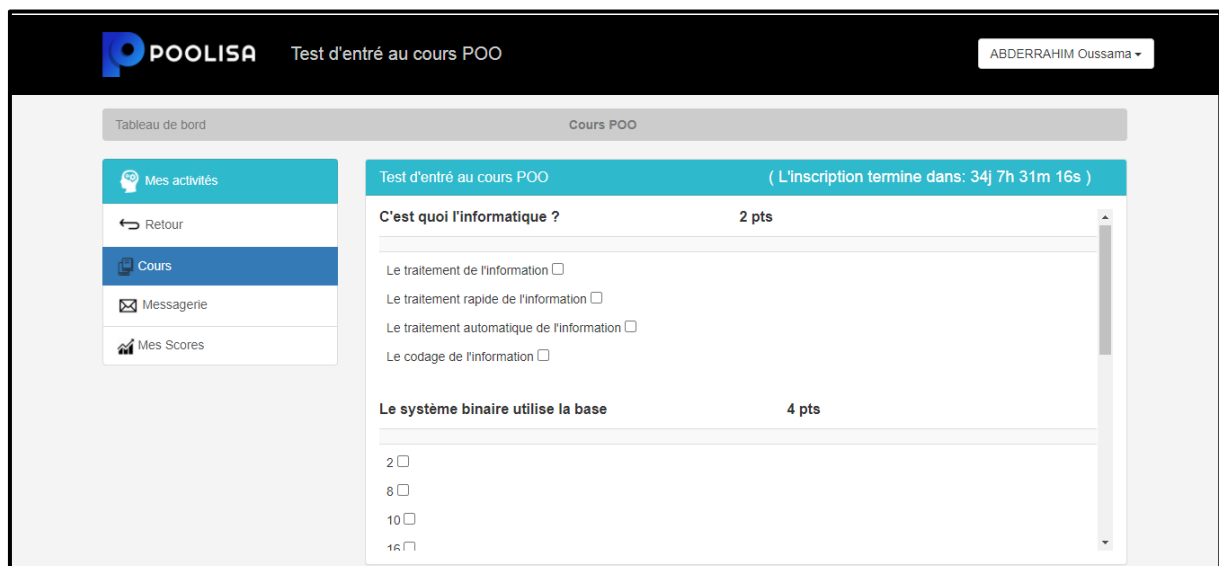 POOLISA Test d'entré au cours POO ABDERRAHIM Oussama
Tableau de bord Cours POO
Mes activités
Retour
Cours
Messagerie
Mes Scores
Test d'entré au cours POO ( L'inscription termine dans: 34j 7h 31m 16s )
C'est quoi l'informatique ? 2 pts
Le traitement de l'information
Le traitement rapide de l'information
Le traitement automatique de l'information
Le codage de l'information
Le système binaire utilise la base 4 pts
2
8
10
16